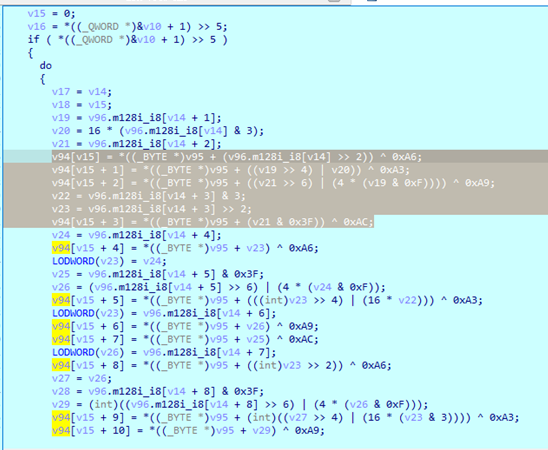 v15 = 0;
v16 = *((_QWORD *)&v10 + 1) >> 5;
if ( *((_QWORD *)&v10 + 1) >> 5 )
{
do
{
v17 = v14;
v18 = v15;
v19 = v96.m128i_i8[v14 + 1];
v20 = 16 * (v96.m128i_i8[v14] & 3);
v21 = v96.m128i_i8[v14 + 2];
v94[v15] = *((_BYTE *)v95 + (v96.m128i_i8[v14] >> 2)) ^ 0xA6;
v94[v15 + 1] = *((_BYTE *)v95 + ((v19 >> 4) | v20)) ^ 0xA3;
v94[v15 + 2] = *((_BYTE *)v95 + ((v21 >> 6) | (4 * (v19 & 0xF)))) ^ 0xA9;
v22 = v96.m128i_i8[v14 + 3] & 3;
v23 = v96.m128i_i8[v14 + 3] >> 2;
v94[v15 + 3] = *((_BYTE *)v95 + (v21 & 0x3F)) ^ 0xAC;
v24 = v96.m128i_i8[v14 + 4];
v94[v15 + 4] = *((_BYTE *)v95 + v23) ^ 0xA6;
LODWORD(v23) = v24;
v25 = v96.m128i_i8[v14 + 5] & 0x3F;
v26 = (v96.m128i_i8[v14 + 5] >> 6) | (4 * (v24 & 0xF));
v94[v15 + 5] = *((_BYTE *)v95 + (((int)v23 >> 4) | (16 * v22))) ^ 0xA3;
LODWORD(v23) = v96.m128i_i8[v14 + 6];
v94[v15 + 6] = *((_BYTE *)v95 + v26) ^ 0xA9;
v94[v15 + 7] = *((_BYTE *)v95 + v25) ^ 0xAC;
LODWORD(v26) = v96.m128i_i8[v14 + 7];
v94[v15 + 8] = *((_BYTE *)v95 + ((int)v23 >> 2)) ^ 0xA6;
v27 = v26;
v28 = v96.m128i_i8[v14 + 8] & 0x3F;
v29 = (int)((v96.m128i_i8[v14 + 8] >> 6) | (4 * (v26 & 0xF)));
v94[v15 + 9] = *((_BYTE *)v95 + (int)((v27 >> 4) | (16 * (v23 & 3)))) ^ 0xA3;
v94[v15 + 10] = *((_BYTE *)v95 + v29) ^ 0xA9;